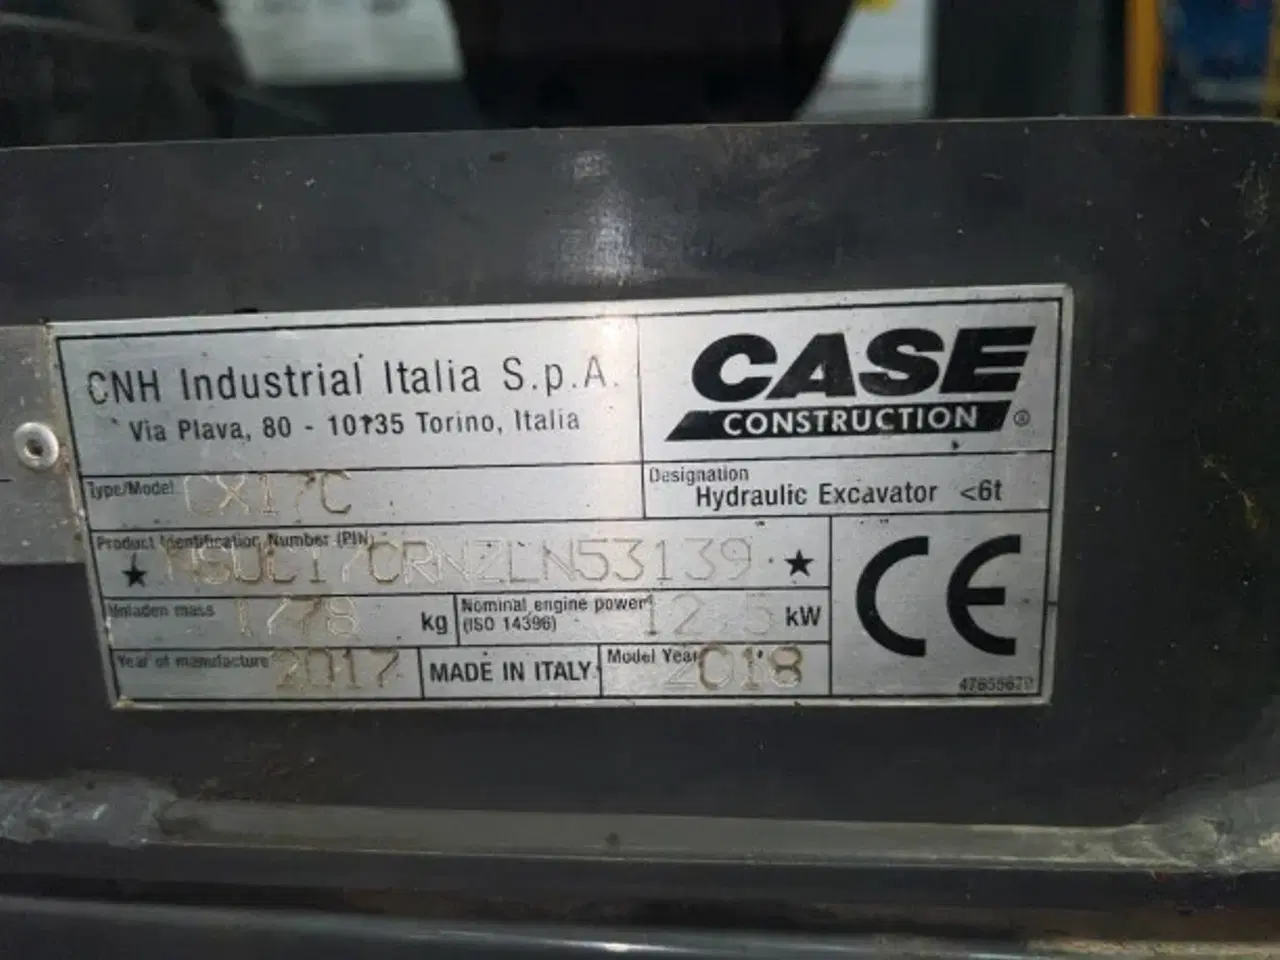 CNH Industrial Italia S.p.A.
Via Plava, 80 - 10135 Torino, Italia
CASE
CONSTRUCTION ®
Type/Model CX17C
Designation
Hydraulic Excavator <6t
Product Identification Number (PIN)
★ ★
Unladen mass 1778 kg
Nominal engine power (ISO 14396) 12.5 kW
Year of manufacture 2017
MADE IN ITALY
Model Year 2018
CE